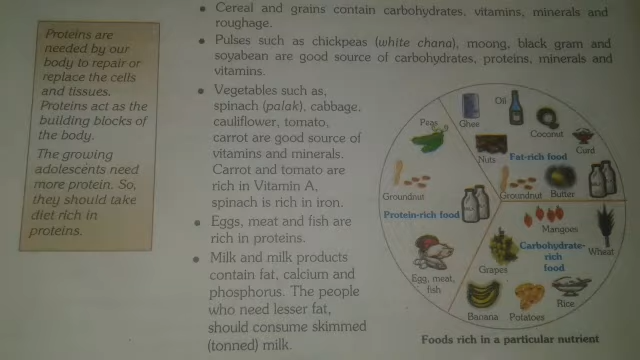 Proteins are
needed by our
body to repair or
replace the cells
and tissues.
Proteins act as the
building blocks of
the body.
The growing
adolescents need
more protein. So,
they should take
diet rich in
proteins.
• Cereal and grains contain carbohydrates, vitamins, minerals and
roughage.
• Pulses such as chickpeas (white chana), moong, black gram and
soyabean are good source of carbohydrates, proteins, minerals and
vitamins.
• Vegetables such as,
spinach (palak), cabbage,
cauliflower, tomato,
carrot are good source of
vitamins and minerals.
Carrot and tomato are
rich in Vitamin A,
spinach is rich in iron.
• Eggs, meat and fish are
rich in proteins.
• Milk and milk products
contain fat, calcium and
phosphorus. The people
who need lesser fat,
should consume skimmed
(tonned) milk.
Peas
Groundnut
Protein-rich food
Egg, meat,
fish
Ghee
Oil
Coconut
Curd
Nuts
Fat-rich food
Groundnut
Butter
Mangoes
Carbohydrate-
rich
food
Wheat
Grapes
Rice
Banana
Potatoes
Foods rich in a particular nutrient